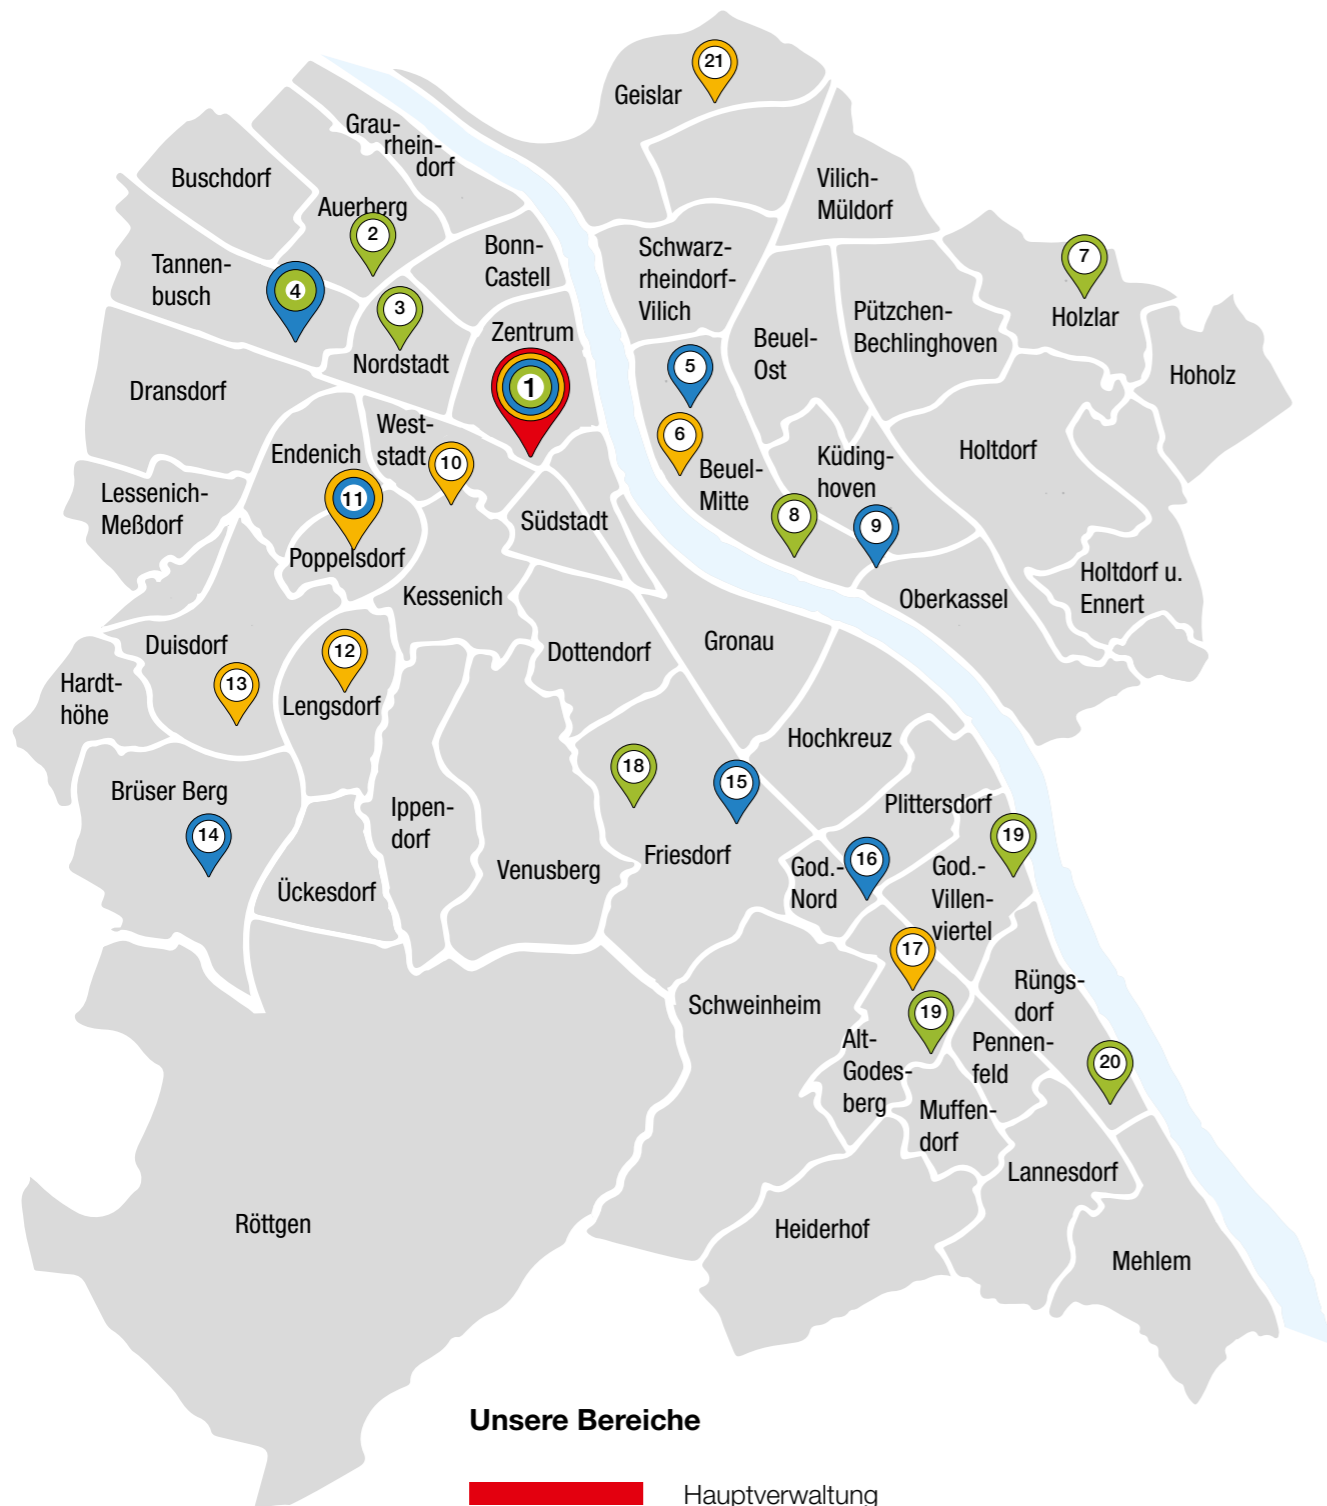 21
Geislar
Grau-
rhein-
dorf
Buschdorf
Vilich-
Müldorf
Auerberg
2
Bonn-
Castell
Schwarz-
rheindorf-
Vilich
7
Tannen-
busch
4
3
Holzlar
Pützchen-
Bechlinghoven
Zentrum
Beuel-
Ost
Nordstadt
5
Hoholz
Dransdorf
1
West-
stadt
6
Endenich
10
Küding-
hoven
Holtdorf
Beuel-
Mitte
Lessenich-
Meßdorf
11
Südstadt
8
9
Poppelsdorf
Holtdorf u.
Ennert
Kessenich
Oberkassel
Duisdorf
12
Dottendorf
Gronau
Hardt-
höhe
13
Lengsdorf
Hochkreuz
18
15
Brüser Berg
Plittersdorf
14
Ippen-
dorf
19
Friesdorf
16
God.-
Nord
God.-
Villen-
viertel
Venusberg
Ückesdorf
17
Rüngs-
dorf
Schweinheim
19
Alt-
Godes-
berg
Pennen-
feld
20
Muffen-
dorf
Lannesdorf
Röttgen
Heiderhof
Mehlem
Unsere Bereiche
Hauptverwaltung